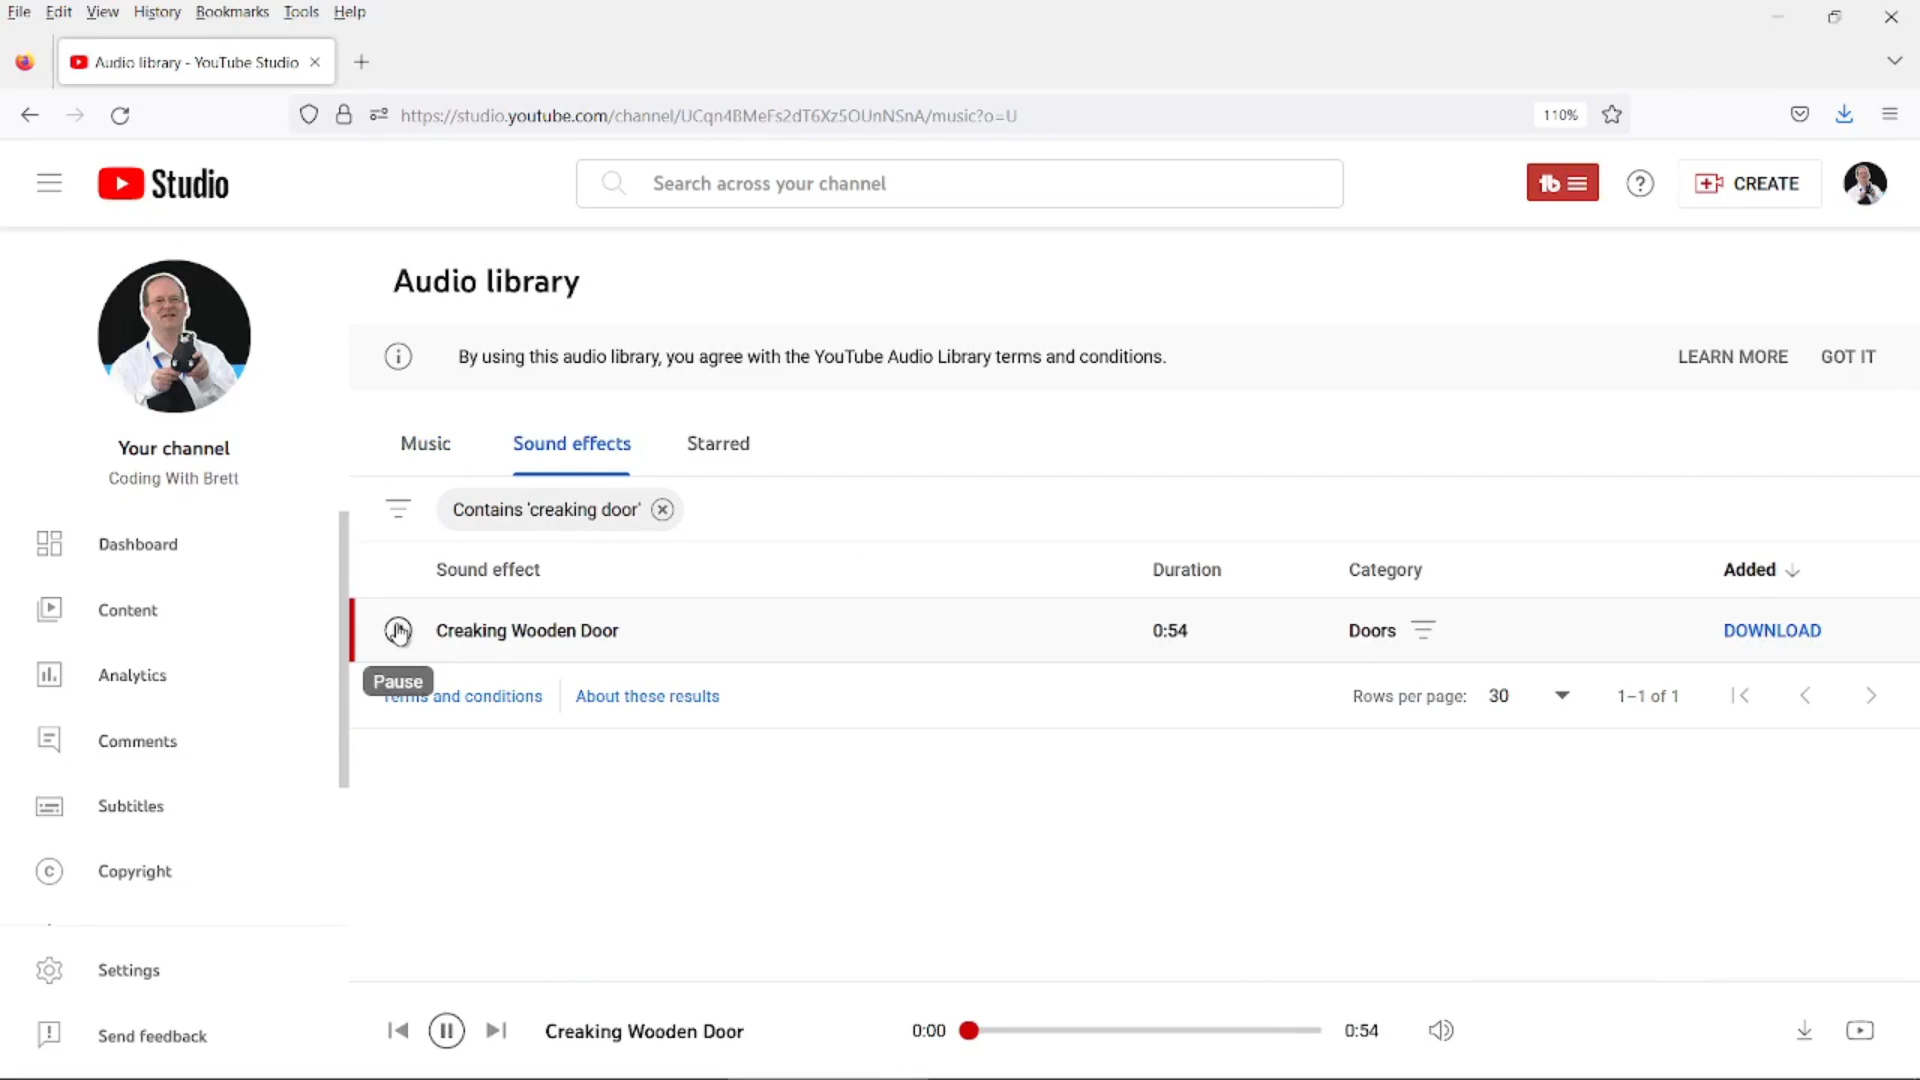 File Edit View History Bookmarks Tools Help
Audio library - YouTube Studio
https://studio.youtube.com/channel/UCqn4BMeFs2dT6Xz5OUnNSnA/music?o=U
110%
Studio
Search across your channel
tb
CREATE
Audio library
By using this audio library, you agree with the YouTube Audio Library terms and conditions.
LEARN MORE
GOT IT
Your channel
Coding With Brett
Music
Sound effects
Starred
Contains 'creaking door'
Sound effect
Duration
Category
Added
Creaking Wooden Door
0:54
Doors
DOWNLOAD
Pause
Terms and conditions
About these results
Rows per page: 30
1–1 of 1
Dashboard
Content
Analytics
Comments
Subtitles
Copyright
Settings
Send feedback
Creaking Wooden Door
0:00
0:54